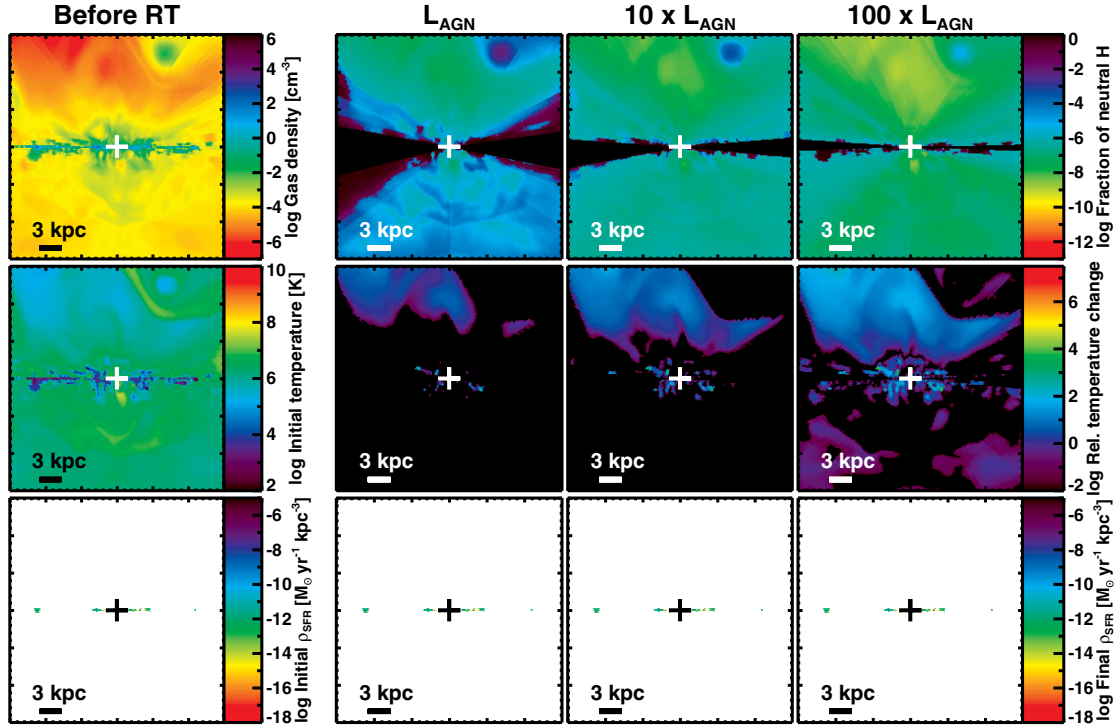 Before RT
L_AGN
10 x L_AGN
100 x L_AGN
3 kpc
6
4
2
0
-2
-4
-6
log Gas density [cm⁻³]
3 kpc
3 kpc
3 kpc
0
-2
-4
-6
-8
-10
-12
log Fraction of neutral H
3 kpc
10
8
6
4
2
log Initial temperature [K]
3 kpc
3 kpc
3 kpc
6
4
2
0
-2
log Rel. temperature change
3 kpc
-6
-8
-10
-12
-14
-16
-18
log Initial ρ_SFR [M_⊙ yr⁻¹ kpc⁻³]
3 kpc
3 kpc
3 kpc
-6
-8
-10
-12
-14
-16
-18
log Final ρ_SFR [M_⊙ yr⁻¹ kpc⁻³]